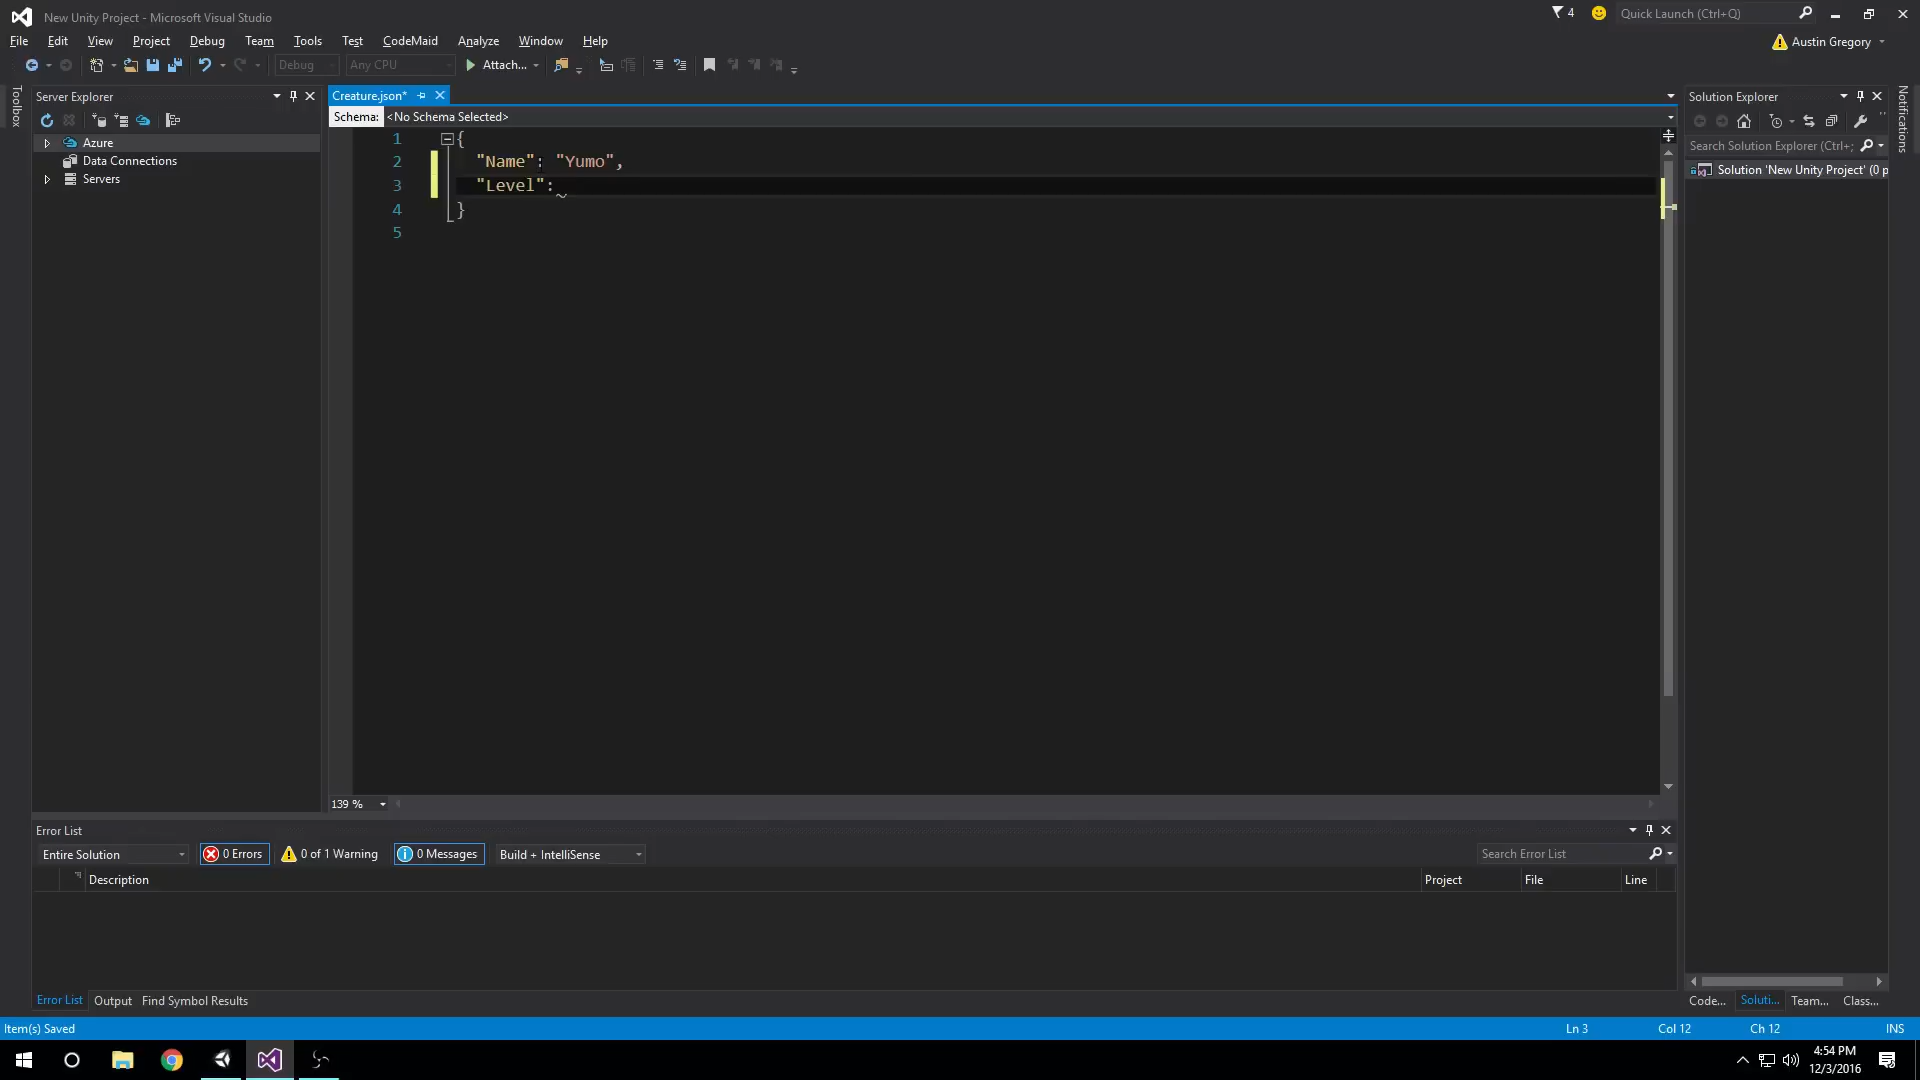 New Unity Project - Microsoft Visual Studio
4
Quick Launch (Ctrl+Q)
File Edit View Project Debug Team Tools Test CodeMaid Analyze Window Help
Austin Gregory
Debug
Any CPU
Attach...
Toolbox
Server Explorer
Azure
Data Connections
Servers
Creature.json*
Schema: <No Schema Selected>
1 {
2 "Name": "Yumo",
3 "Level":
4 }
5
139 %
Solution Explorer
Search Solution Explorer (Ctrl+;
Solution 'New Unity Project' (0 p
Notifications
Error List
Entire Solution
0 Errors
0 of 1 Warning
0 Messages
Build + IntelliSense
Search Error List
Description Project File Line
Error List Output Find Symbol Results
Code... Soluti... Team... Class...
Item(s) Saved
Ln 3 Col 12 Ch 12 INS
4:54 PM
12/3/2016